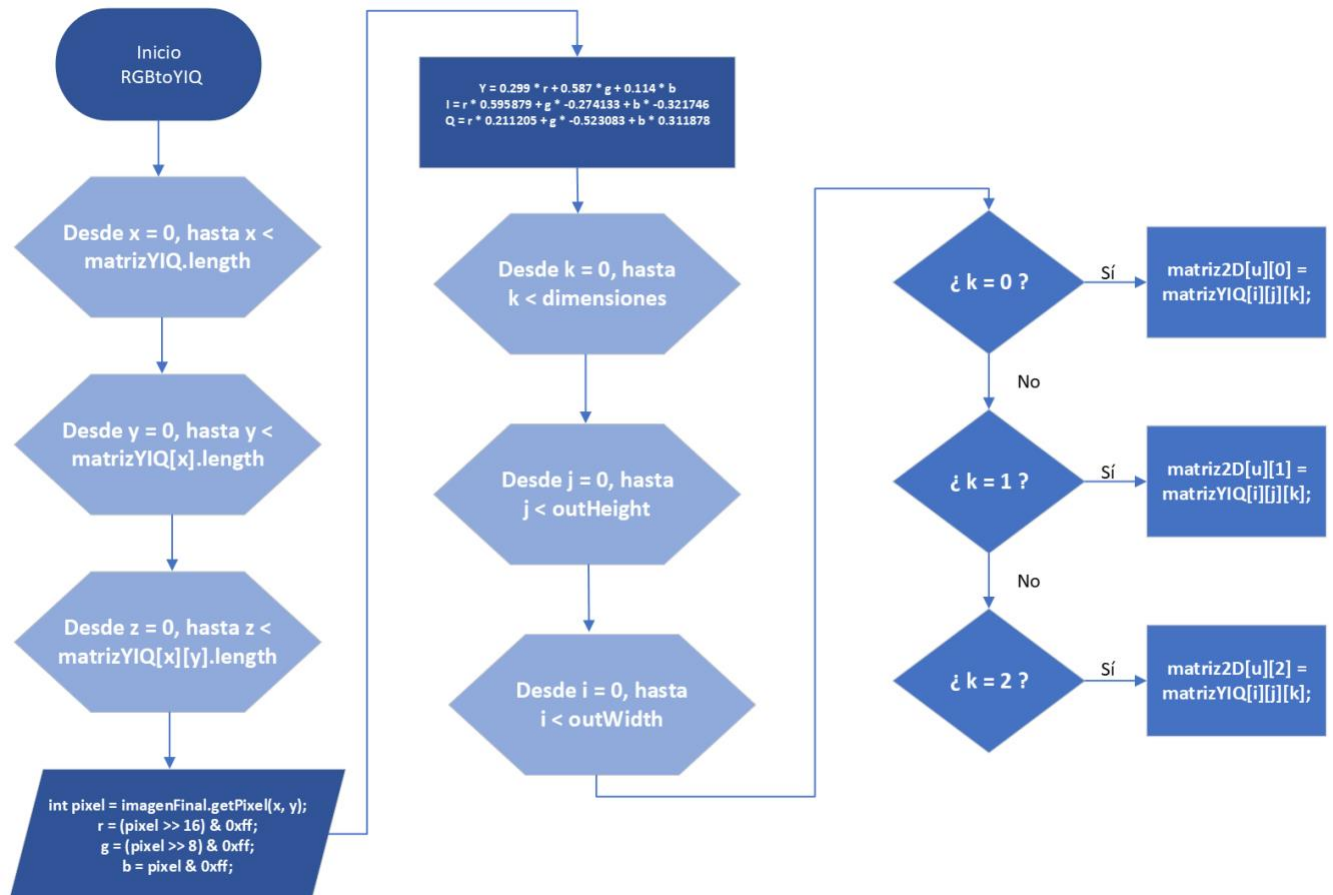 Inicio
RGBtoYIQ
Desde x = 0, hasta x <
matrizYIQ.length
Desde y = 0, hasta y <
matrizYIQ[x].length
Desde z = 0, hasta z <
matrizYIQ[x][y].length
int pixel = imagenFinal.getPixel(x, y);
r = (pixel >> 16) & 0xff;
g = (pixel >> 8) & 0xff;
b = pixel & 0xff;
Y = 0.299 * r + 0.587 * g + 0.114 * b
I = r * 0.595879 + g * -0.274133 + b * -0.321746
Q = r * 0.211205 + g * -0.523083 + b * 0.311878
Desde k = 0, hasta
k < dimensiones
Desde j = 0, hasta
j < outHeight
Desde i = 0, hasta
i < outWidth
¿ k = 0 ?
Sí
matriz2D[u][0] =
matrizYIQ[i][j][k];
No
¿ k = 1 ?
Sí
matriz2D[u][1] =
matrizYIQ[i][j][k];
No
¿ k = 2 ?
Sí
matriz2D[u][2] =
matrizYIQ[i][j][k];